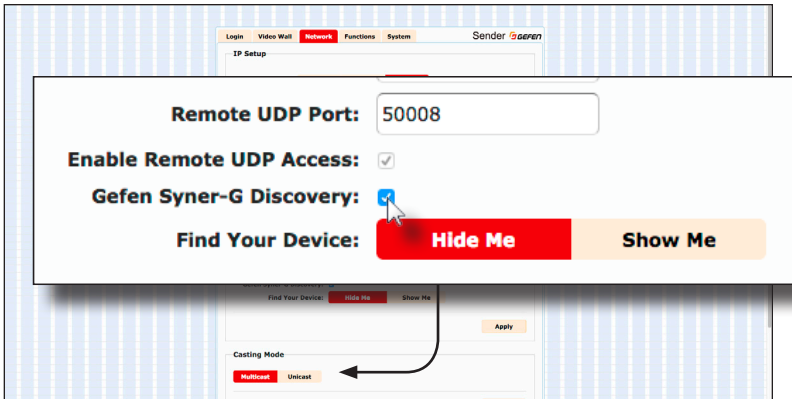 Login Video Wall Network Functions System Sender GEFEN
IP Setup
Remote UDP Port: 50008
Enable Remote UDP Access:
Gefen Syner-G Discovery:
Find Your Device: Hide Me Show Me
Find Your Device: Hide Me Show Me
Apply
Casting Mode
Multicast Unicast